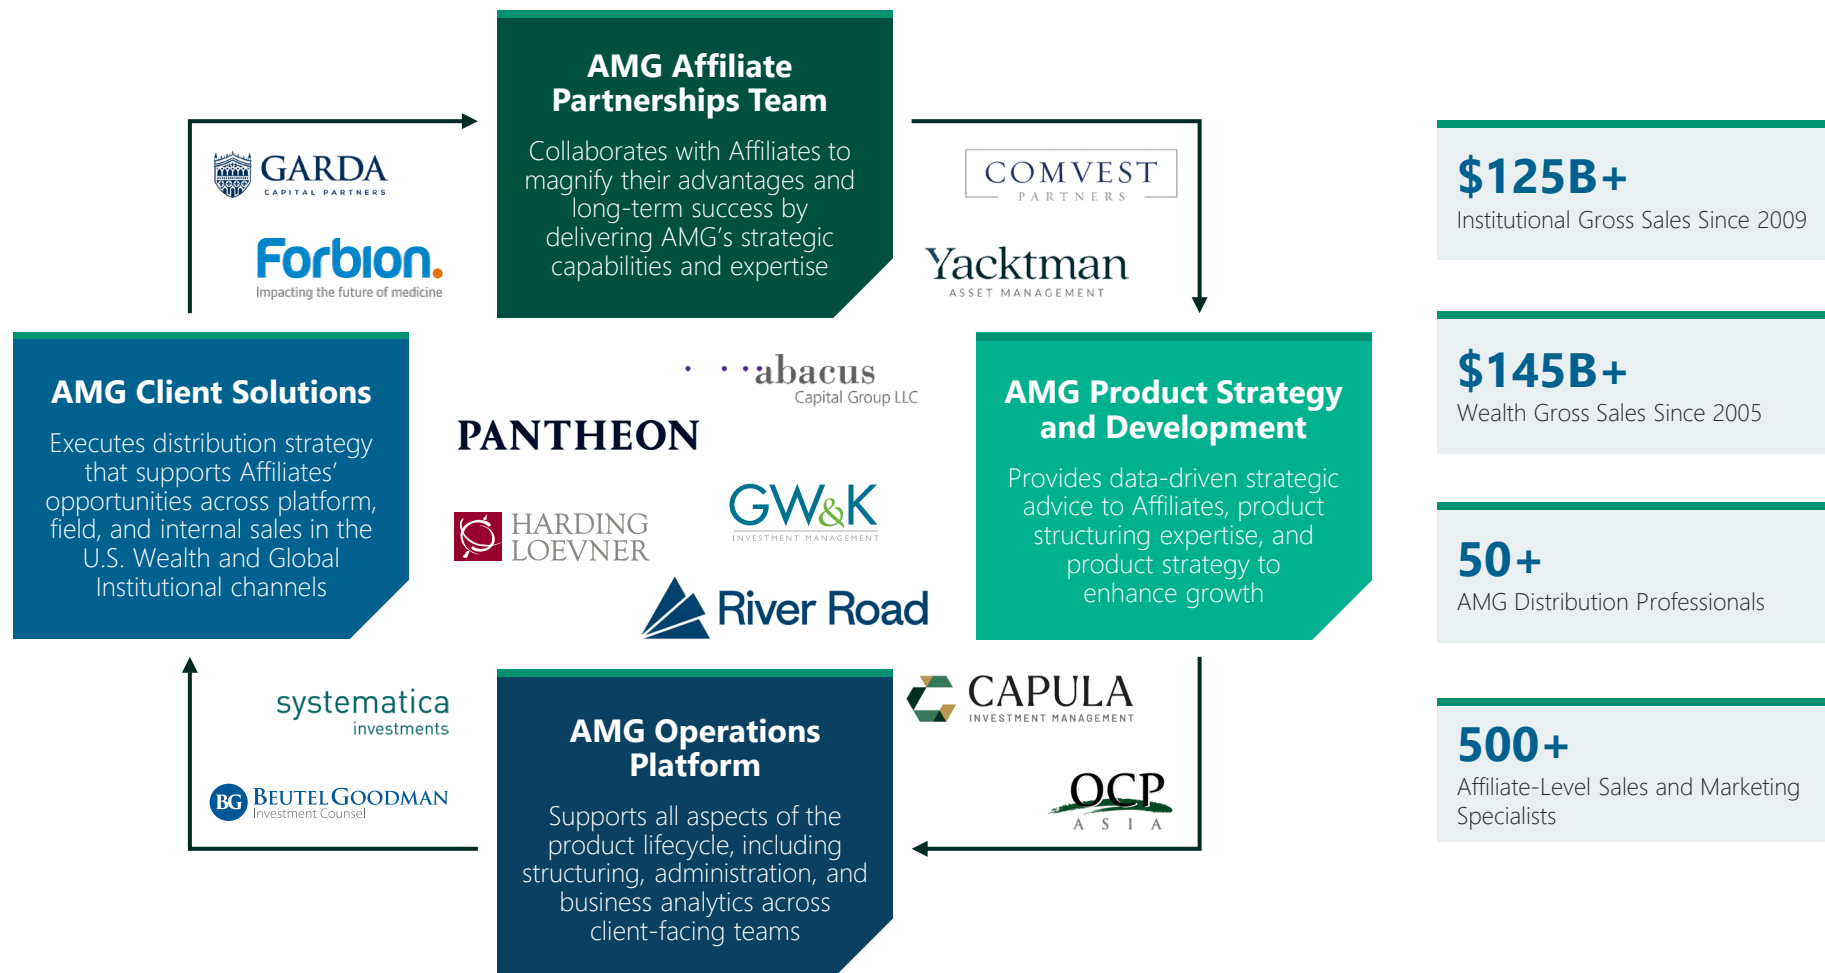 AMG Affiliate
Partnerships Team
Collaborates with Affiliates to
magnify their advantages and
long-term success by
delivering AMG’s strategic
capabilities and expertise
GARDA
CAPITAL PARTNERS
Forbion.
Impacting the future of medicine
COMVEST
PARTNERS
Yacktman
ASSET MANAGEMENT
AMG Client Solutions
Executes distribution strategy
that supports Affiliates’
opportunities across platform,
field, and internal sales in the
U.S. Wealth and Global
Institutional channels
abacus
Capital Group LLC
PANTHEON
HARDING
LOEVNER
GW&K
INVESTMENT MANAGEMENT
River Road
AMG Product Strategy
and Development
Provides data-driven strategic
advice to Affiliates, product
structuring expertise, and
product strategy to
enhance growth
systematica
investments
BG BEUTEL GOODMAN
Investment Counsel
AMG Operations
Platform
Supports all aspects of the
product lifecycle, including
structuring, administration, and
business analytics across
client-facing teams
CAPULA
INVESTMENT MANAGEMENT
OCP
ASIA
$125B+
Institutional Gross Sales Since 2009
$145B+
Wealth Gross Sales Since 2005
50+
AMG Distribution Professionals
500+
Affiliate-Level Sales and Marketing
Specialists